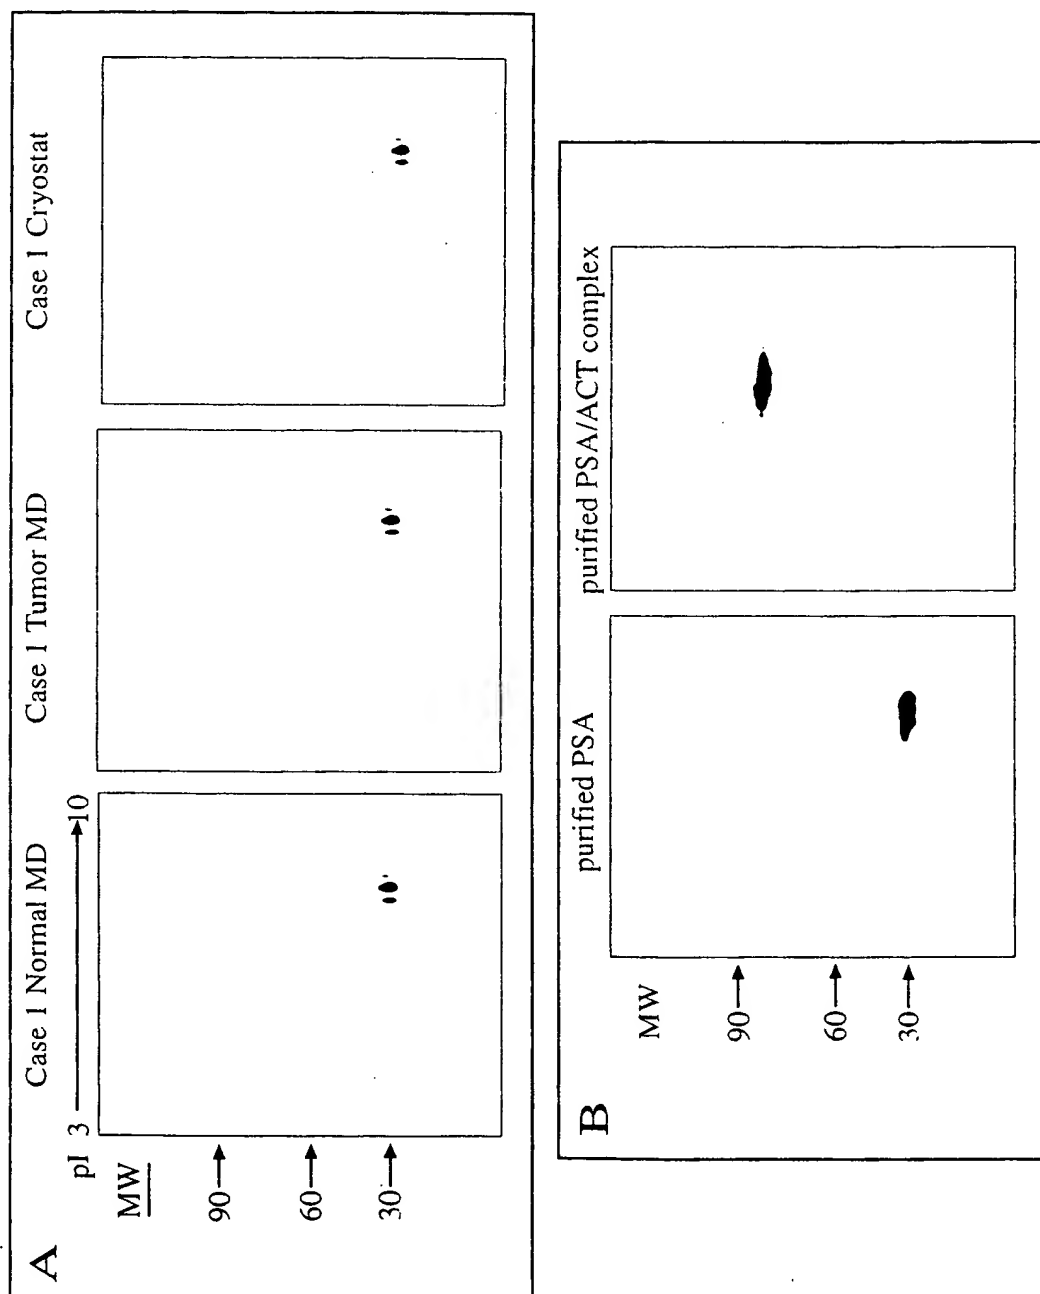 A
Case 1 Normal MD
Case 1 Tumor MD
Case 1 Cryostat
pI 3 10
MW
90
60
30
B
purified PSA
purified PSA/ACT complex
MW
90
60
30